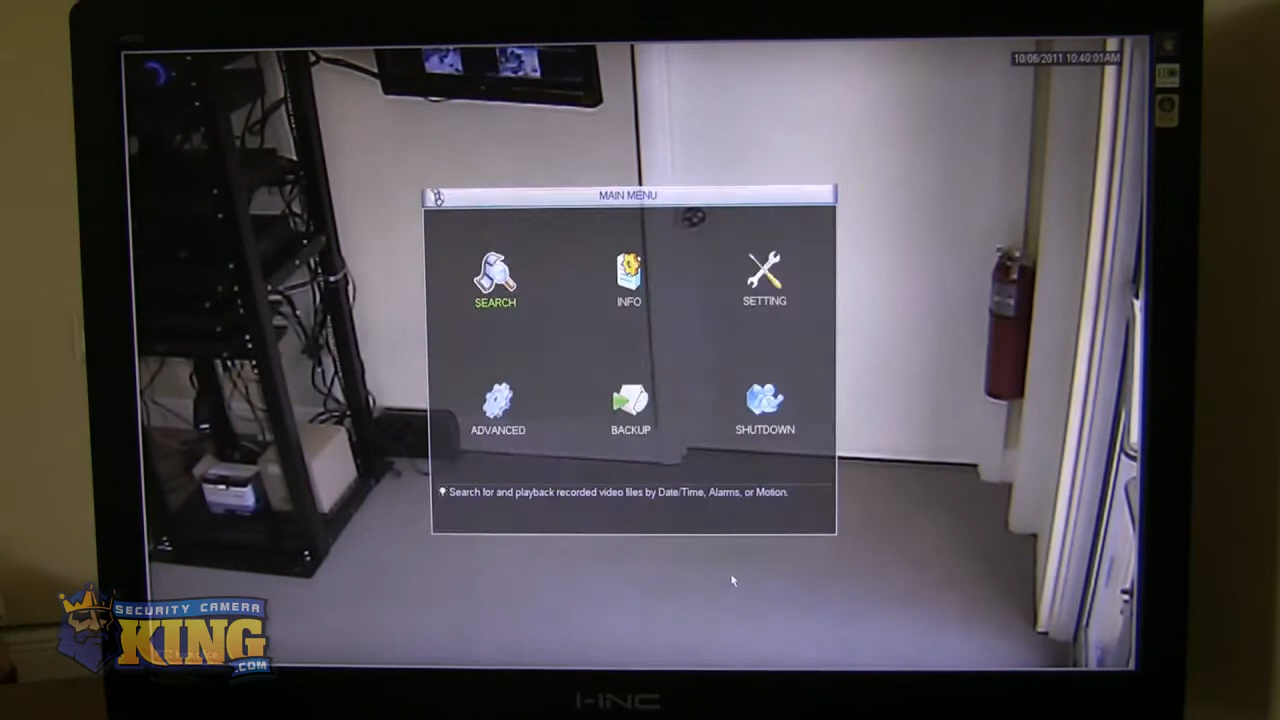 10/06/2011 10:40:01AM
MAIN MENU
SEARCH
INFO
SETTING
ADVANCED
BACKUP
SHUTDOWN
Search for and playback recorded video files by Date/Time, Alarms, or Motion.
SECURITY CAMERA
KING
.COM
I-INC